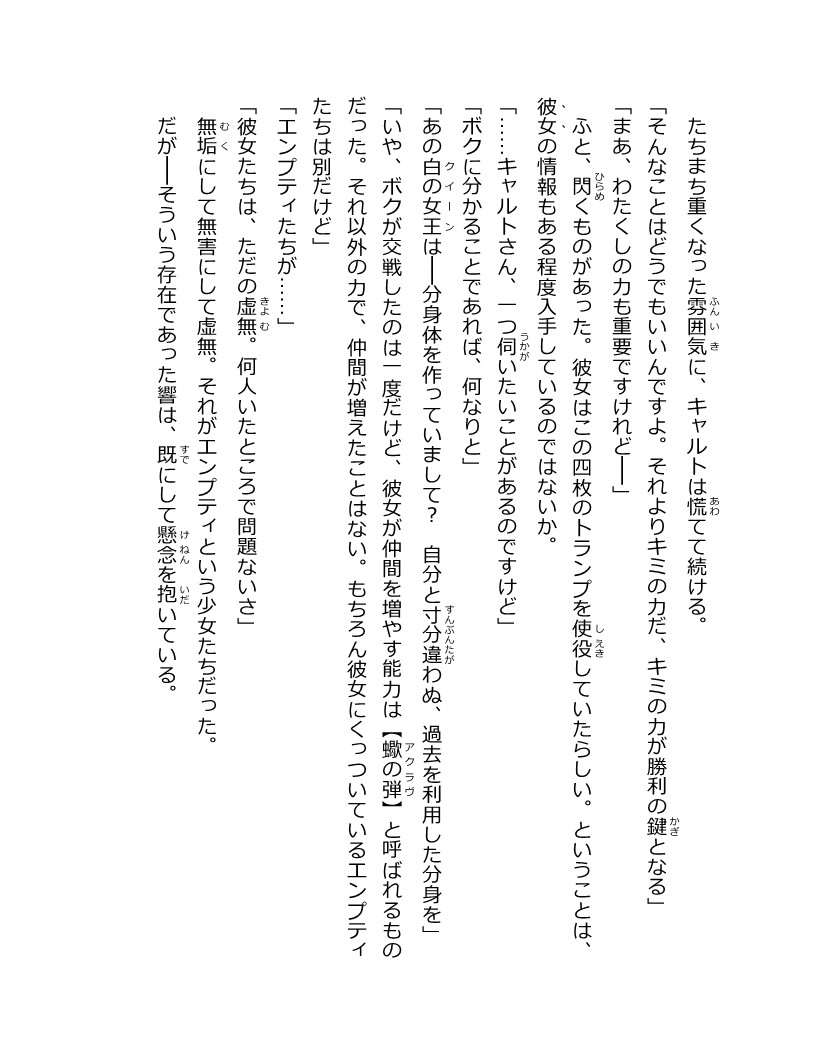 たちまち重くなった雰囲気に、キャルトは慌てて続ける。
「そんなことはどうでもいいんですよ。それよりキミの力だ、キミの力が勝利の鍵となる」
「まあ、わたくしの力も重要ですけれど──」
ふと、閃くものがあった。彼女はこの四枚のトランプを使役していたらしい。ということは、
彼女の情報もある程度入手しているのではないか。
「……キャルトさん、一つ伺いたいことがあるのですけど」
「ボクに分かることであれば、何なりと」
「あの白の女王は──分身体を作っていまして？　自分と寸分違わぬ、過去を利用した分身を」
「いや、ボクが交戦したのは一度だけど、彼女が仲間を増やす能力は【蠍の弾】と呼ばれるもの
だった。それ以外の力で、仲間が増えたことはない。もちろん彼女にくっついているエンプティ
たちは別だけど」
「エンプティたちが……」
「彼女たちは、ただの虚無。何人いたところで問題ないさ」
無垢にして無害にして虚無。それがエンプティという少女たちだった。
だが──そういう存在であった響は、既にして懸念を抱いている。